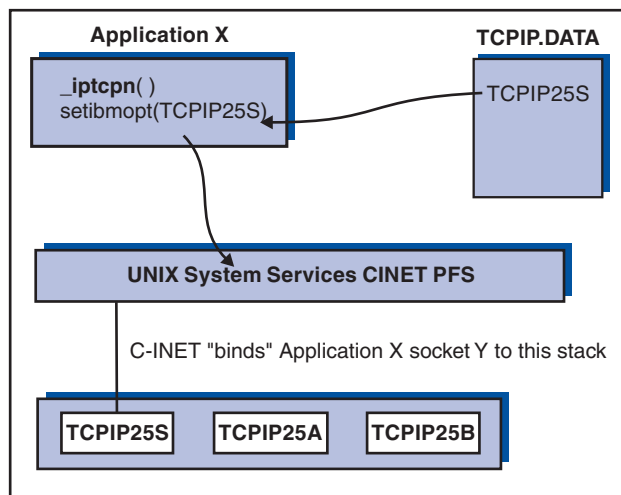 Application X
TCPIP.DATA
_iptcpn( )
setibmopt(TCPIP25S)
TCPIP25S
UNIX System Services CINET PFS
C-INET "binds" Application X socket Y to this stack
TCPIP25S
TCPIP25A
TCPIP25B